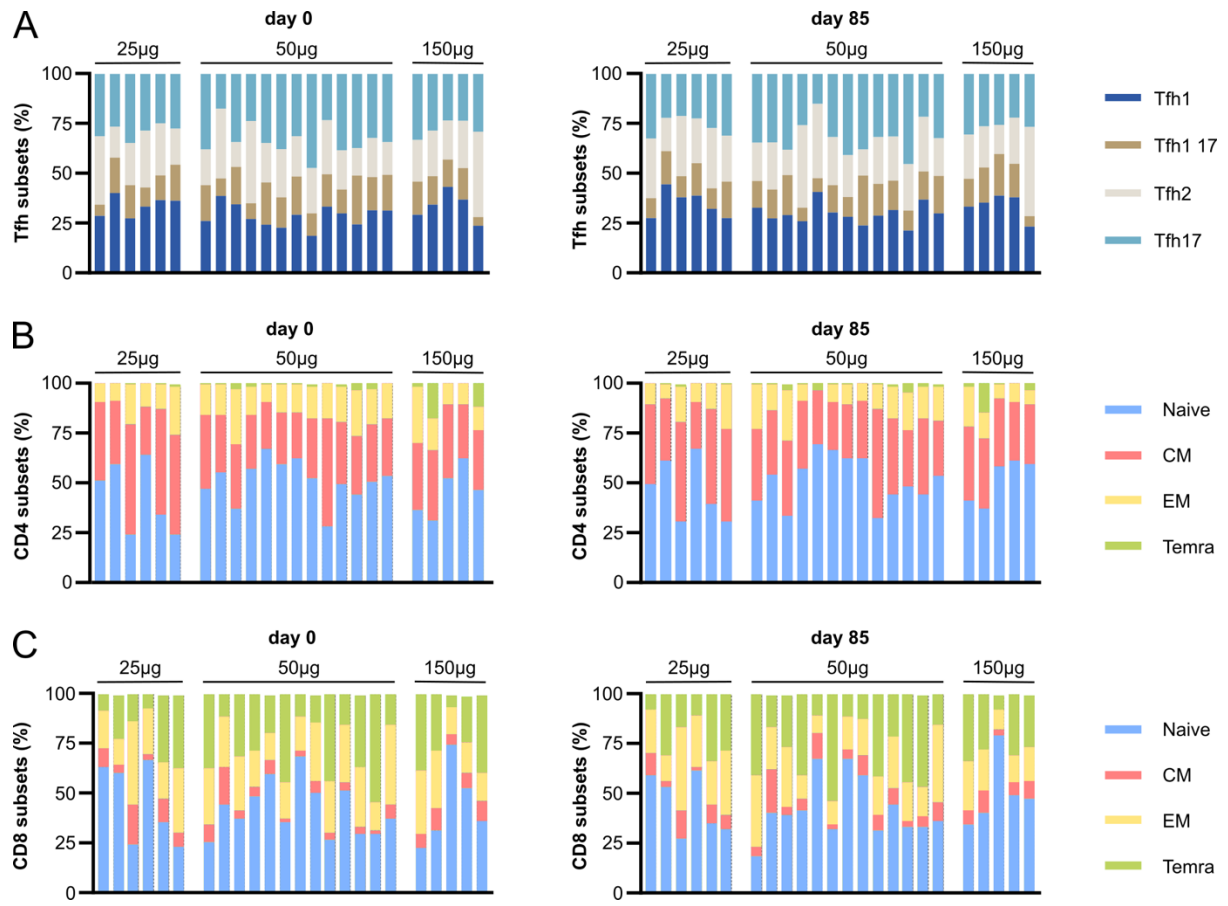 A
day 0
day 85
25µg
50µg
150µg
25µg
50µg
150µg
Tfh subsets (%)
100
75
50
25
0
Tfh subsets (%)
100
75
50
25
0
Tfh1
Tfh1 17
Tfh2
Tfh17
B
day 0
day 85
25µg
50µg
150µg
25µg
50µg
150µg
CD4 subsets (%)
100
75
50
25
0
CD4 subsets (%)
100
75
50
25
0
Naive
CM
EM
Temra
C
day 0
day 85
25µg
50µg
150µg
25µg
50µg
150µg
CD8 subsets (%)
100
75
50
25
0
CD8 subsets (%)
100
75
50
25
0
Naive
CM
EM
Temra